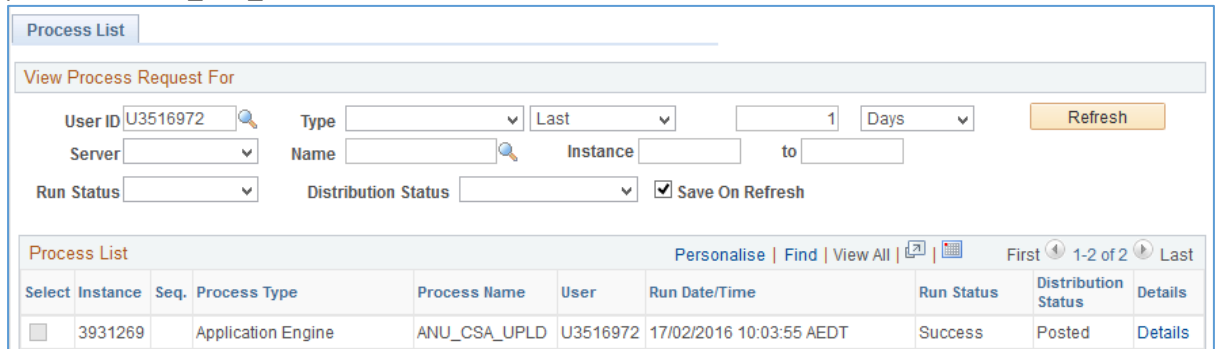 Process List
View Process Request For
User ID U3516972 Type Last 1 Days Refresh
Server Name Instance to
Run Status Distribution Status Save On Refresh
Process List Personalise | Find | View All | | First 1-2 of 2 Last
Select Instance Seq. Process Type Process Name User Run Date/Time Run Status Distribution Status Details
3931269 Application Engine ANU_CSA_UPLD U3516972 17/02/2016 10:03:55 AEDT Success Posted Details